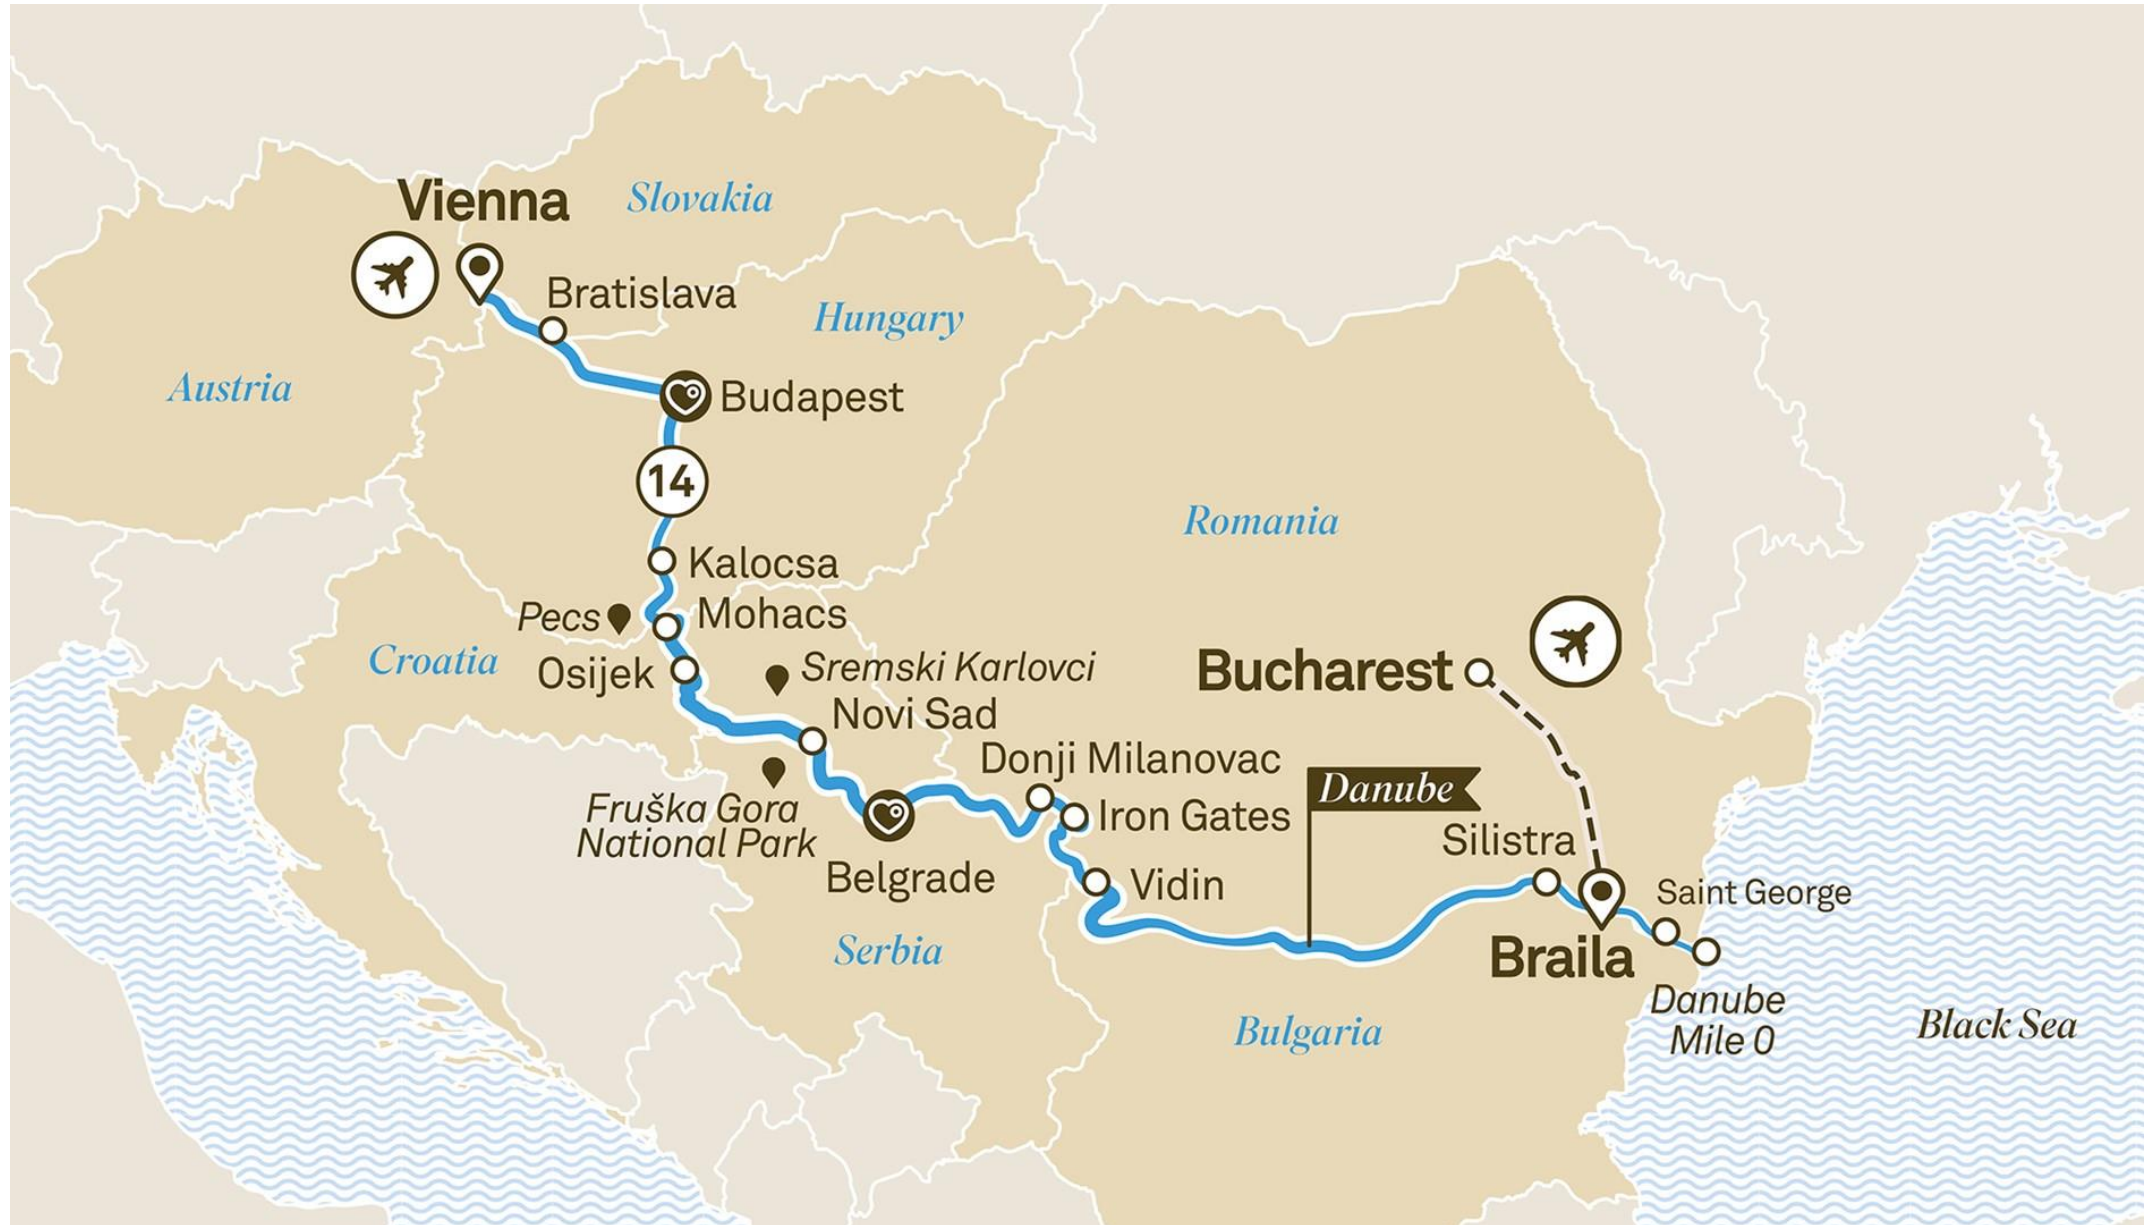 Vienna
Slovakia
Bratislava
Hungary
Austria
Budapest
14
Romania
Kalocsa
Pecs
Mohacs
Croatia
Osijek
Sremski Karlovci
Bucharest
Novi Sad
Donji Milanovac
Danube
Fruška Gora
National Park
Iron Gates
Silistra
Belgrade
Vidin
Saint George
Serbia
Braila
Danube
Mile 0
Bulgaria
Black Sea